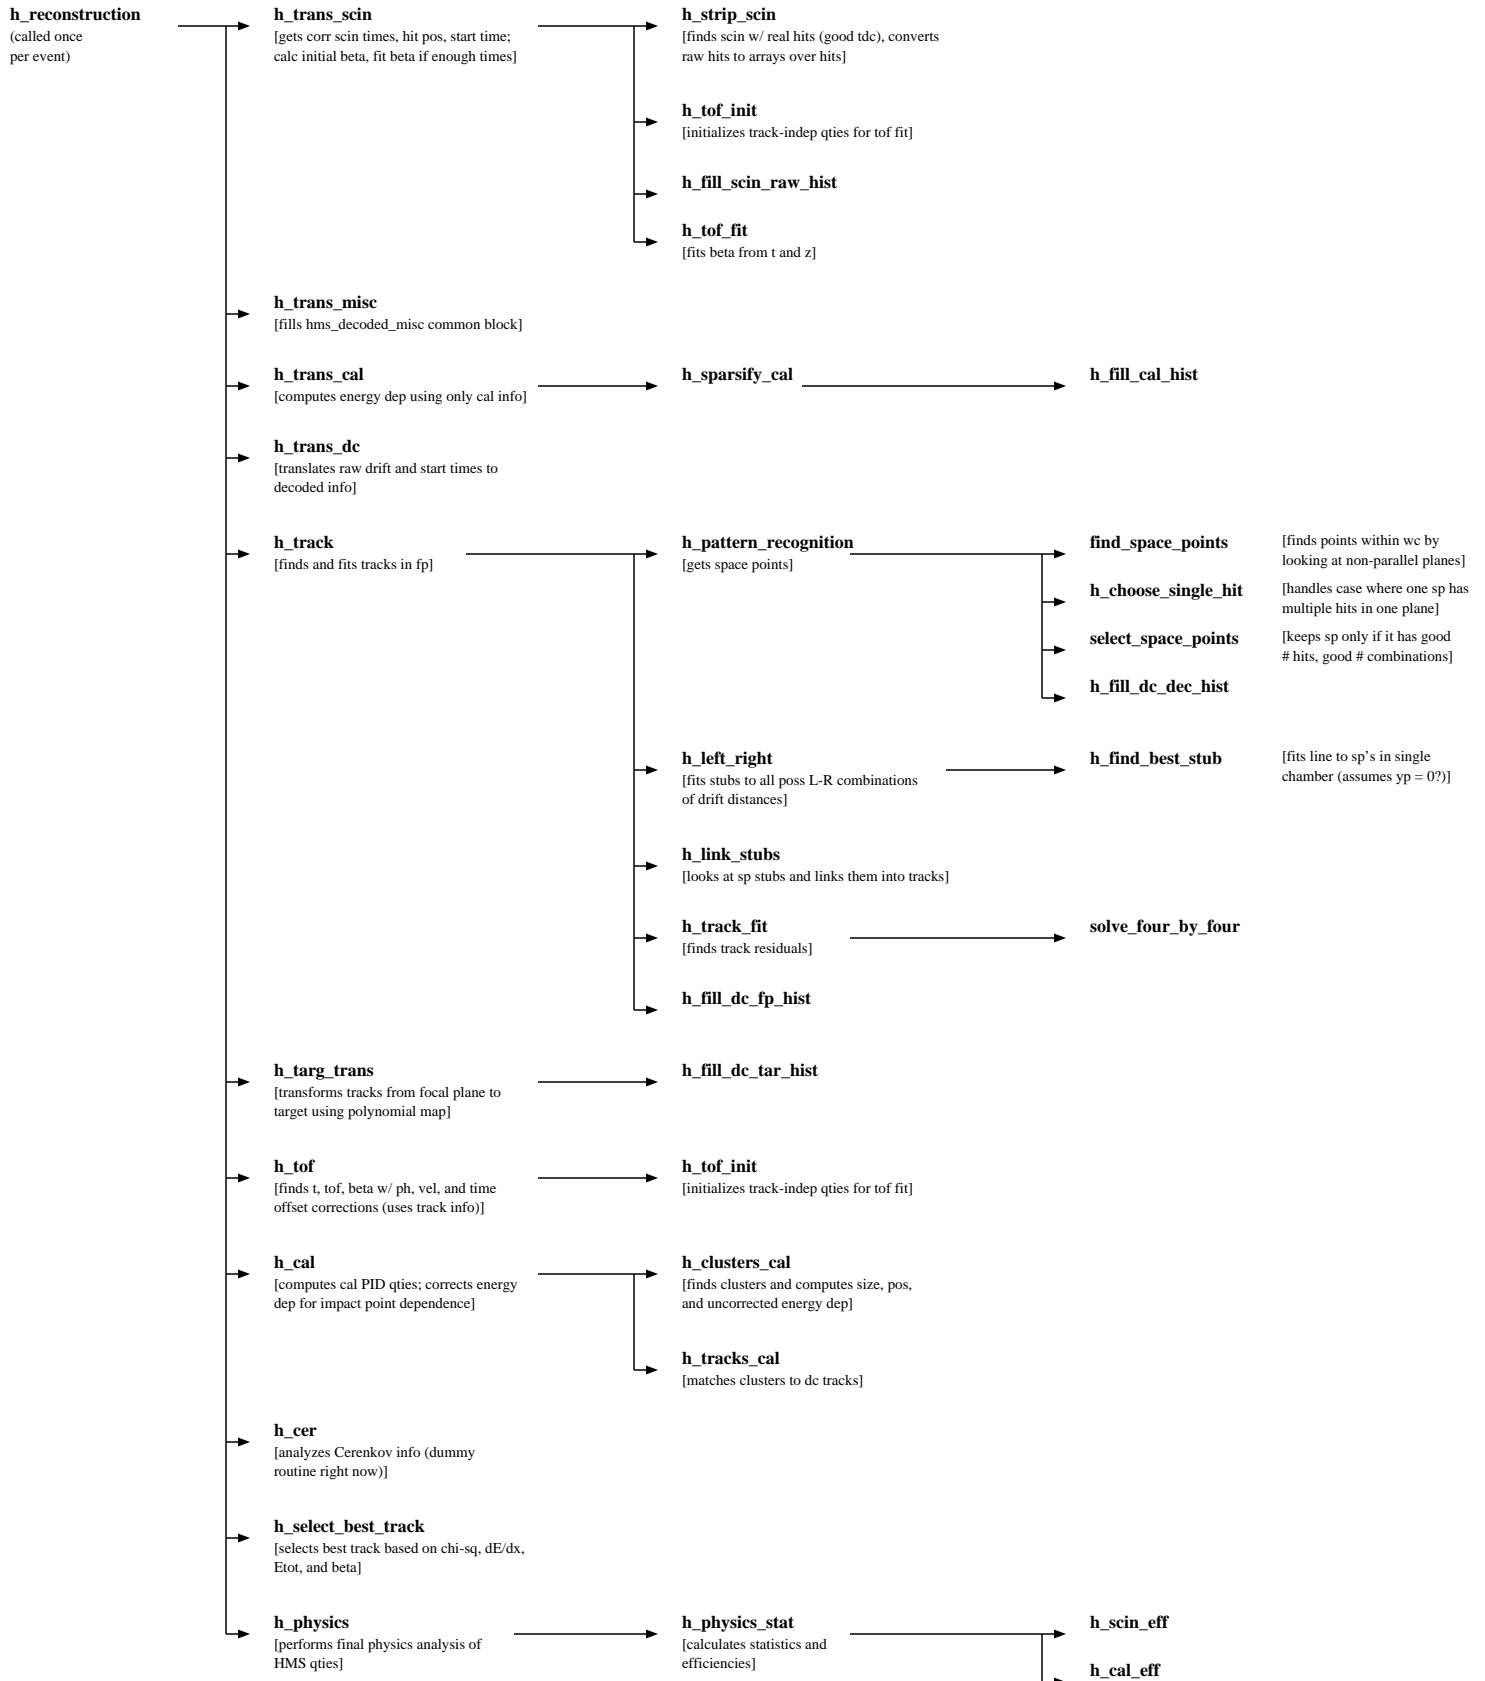 h_reconstruction
(called once
per event)
h_trans_scin
[gets corr scin times, hit pos, start time;
calc initial beta, fit beta if enough times]
h_strip_scin
[finds scin w/ real hits (good tdc), converts
raw hits to arrays over hits]
h_tof_init
[initializes track-indep qties for tof fit]
h_fill_scin_raw_hist
h_tof_fit
[fits beta from t and z]
h_trans_misc
[fills hms_decoded_misc common block]
h_trans_cal
[computes energy dep using only cal info]
h_sparsify_cal
h_fill_cal_hist
h_trans_dc
[translates raw drift and start times to
decoded info]
h_track
[finds and fits tracks in fp]
h_pattern_recognition
[gets space points]
find_space_points
[finds points within wc by
looking at non-parallel planes]
h_choose_single_hit
[handles case where one sp has
multiple hits in one plane]
select_space_points
[keeps sp only if it has good
# hits, good # combinations]
h_fill_dc_dec_hist
h_left_right
[fits stubs to all poss L-R combinations
of drift distances]
h_find_best_stub
[fits line to sp's in single
chamber (assumes yp = 0?)]
h_link_stubs
[looks at sp stubs and links them into tracks]
h_track_fit
[finds track residuals]
solve_four_by_four
h_fill_dc_fp_hist
h_targ_trans
[transforms tracks from focal plane to
target using polynomial map]
h_fill_dc_tar_hist
h_tof
[finds t, tof, beta w/ ph, vel, and time
offset corrections (uses track info)]
h_tof_init
[initializes track-indep qties for tof fit]
h_cal
[computes cal PID qties; corrects energy
dep for impact point dependence]
h_clusters_cal
[finds clusters and computes size, pos,
and uncorrected energy dep]
h_tracks_cal
[matches clusters to dc tracks]
h_cer
[analyzes Cerenkov info (dummy
routine right now)]
h_select_best_track
[selects best track based on chi-sq, dE/dx,
Etot, and beta]
h_physics
[performs final physics analysis of
HMS qties]
h_physics_stat
[calculates statistics and
efficiencies]
h_scin_eff
h_cal_eff